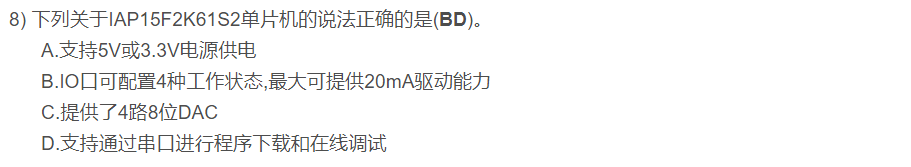 8) 下列关于IAP15F2K61S2单片机的说法正确的是(BD)。
A.支持5V或3.3V电源供电
B.IO口可配置4种工作状态,最大可提供20mA驱动能力
C.提供了4路8位DAC
D.支持通过串口进行程序下载和在线调试